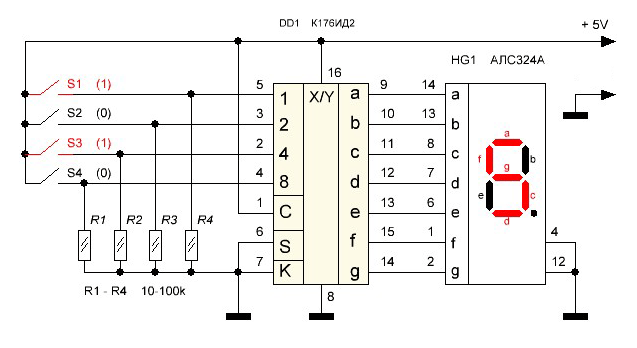 DD1 К176ИД2
+ 5V
HG1 АЛС324А
16
S1 (1) 5 1 X/Y a 9 14 a
S2 (0) 3 2 b 10 13 b
S3 (1) 2 4 c 11 8 c
S4 (0) 4 8 d 12 7 d
1 C e 13 6 e
6 S f 15 1 f 4
7 K g 14 2 g 12
a
f b
g
e c
d
R1 R2 R3 R4
R1 - R4 10-100k
8